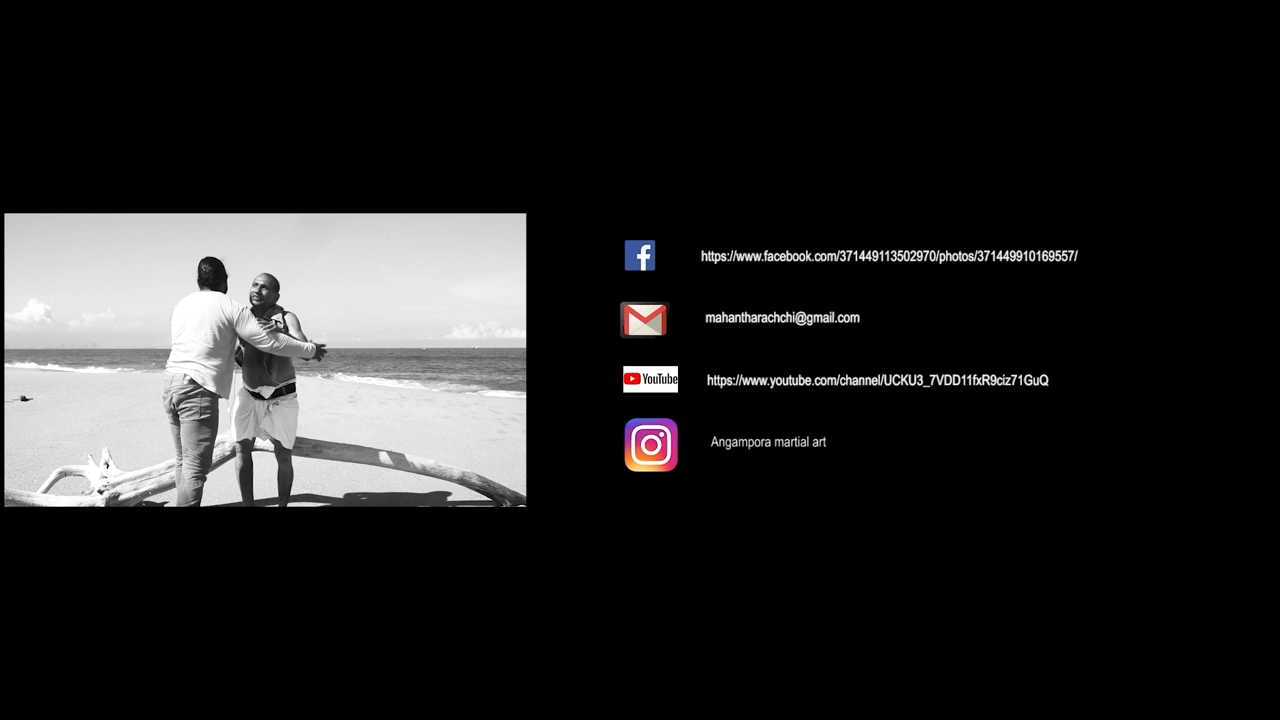 https://www.facebook.com/371449113502970/photos/371449910169557/
mahantharachchi@gmail.com
YouTube
https://www.youtube.com/channel/UCKU3_7VDD11fxR9ciz71GuQ
Angampora martial art